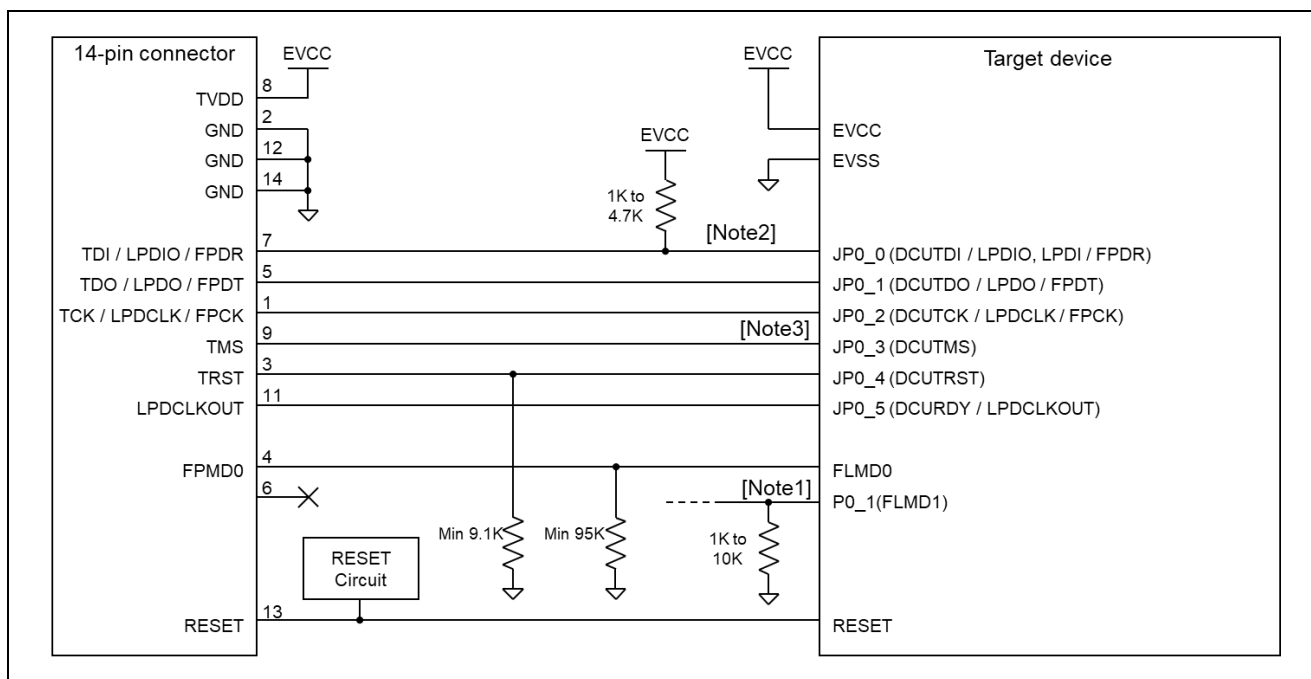 14-pin connector
EVCC
EVCC
Target device
8
TVDD
2
GND
EVCC
EVCC
12
GND
EVSS
14
GND
1K to
4.7K
[Note2]
7
TDI / LPDIO / FPDR
JP0_0 (DCUTDI / LPDIO, LPDI / FPDR)
5
TDO / LPDO / FPDT
JP0_1 (DCUTDO / LPDO / FPDT)
1
TCK / LPDCLK / FPCK
JP0_2 (DCUTCK / LPDCLK / FPCK)
[Note3]
9
TMS
JP0_3 (DCUTMS)
3
TRST
JP0_4 (DCUTRST)
11
LPDCLKOUT
JP0_5 (DCURDY / LPDCLKOUT)
4
FPMD0
FLMD0
6
[Note1]
P0_1(FLMD1)
Min 9.1K
Min 95K
1K to
10K
RESET
Circuit
13
RESET
RESET